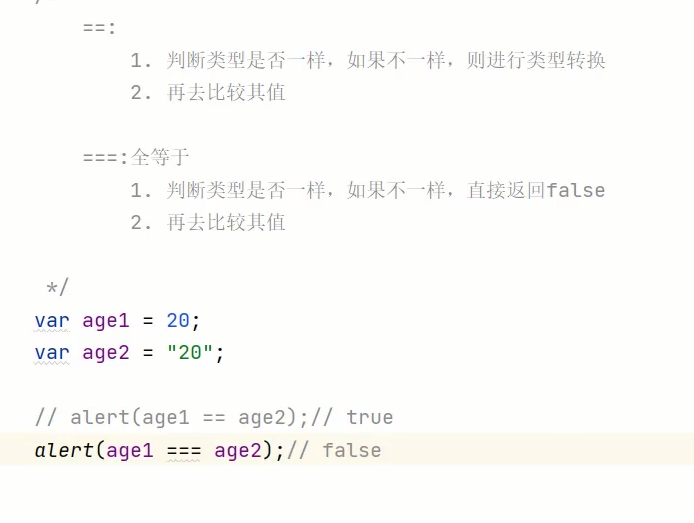 ==:
1. 判断类型是否一样，如果不一样，则进行类型转换
2. 再去比较其值
===:全等于
1. 判断类型是否一样，如果不一样，直接返回false
2. 再去比较其值
*/
var age1 = 20;
var age2 = "20";
// alert(age1 == age2);// true
alert(age1 === age2);// false